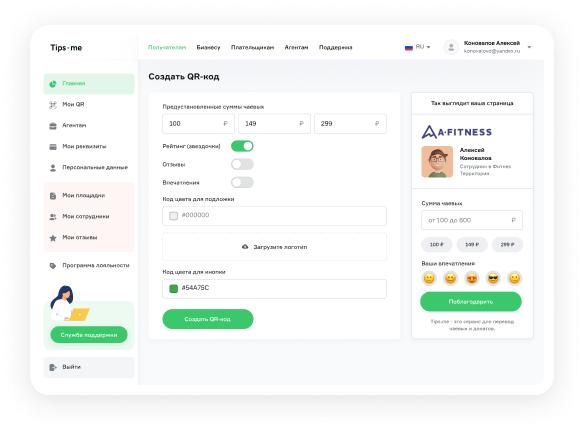 Tips-me
Получателям Бизнесу Плательщикам Агентам Поддержка
RU
Коновалов Алексей
konovalovd@yandex.ru
Главная
Мои QR
Агентам
Мои реквизиты
Персональные данные
Мои площадки
Мои сотрудники
Мои отзывы
Программа лояльности
Служба поддержки
Выйти
Создать QR-код
Предустановленные суммы чаевых
100 ₽ 149 ₽ 299 ₽
Рейтинг (звездочки)
Отзывы
Впечатления
Код цвета для подложки
#000000
Загрузите логотип
Код цвета для кнопки
#54A75C
Создать QR-код
Так выглядит ваша страница
A·FITNESS
Алексей
Коновалов
Сотрудник в Фитнес
Территория
Сумма чаевых
от 100 до 600 ₽
100 ₽ 149 ₽ 299 ₽
Ваши впечатления
Поблагодарить
Tips.me - это сервис для перевода
чаевых и донатов.